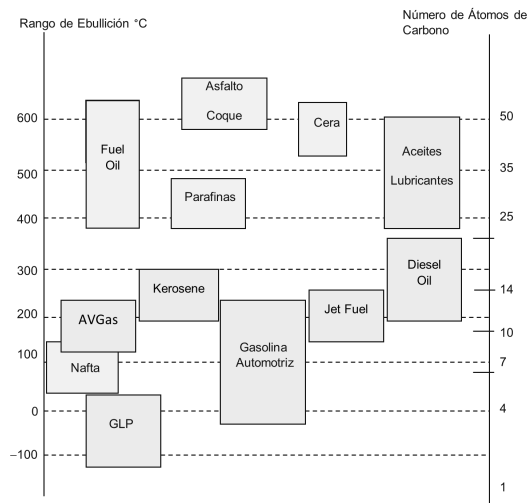 Rango de Ebullición °C
Número de Átomos de
Carbono
Asfalto
Coque
Cera
600
50
Fuel
Oil
Aceites
Lubricantes
500
35
Parafinas
400
25
Diesel
Oil
300
Kerosene
14
Jet Fuel
200
AVGas
10
Gasolina
Automotriz
100
7
Nafta
0
4
GLP
−100
1